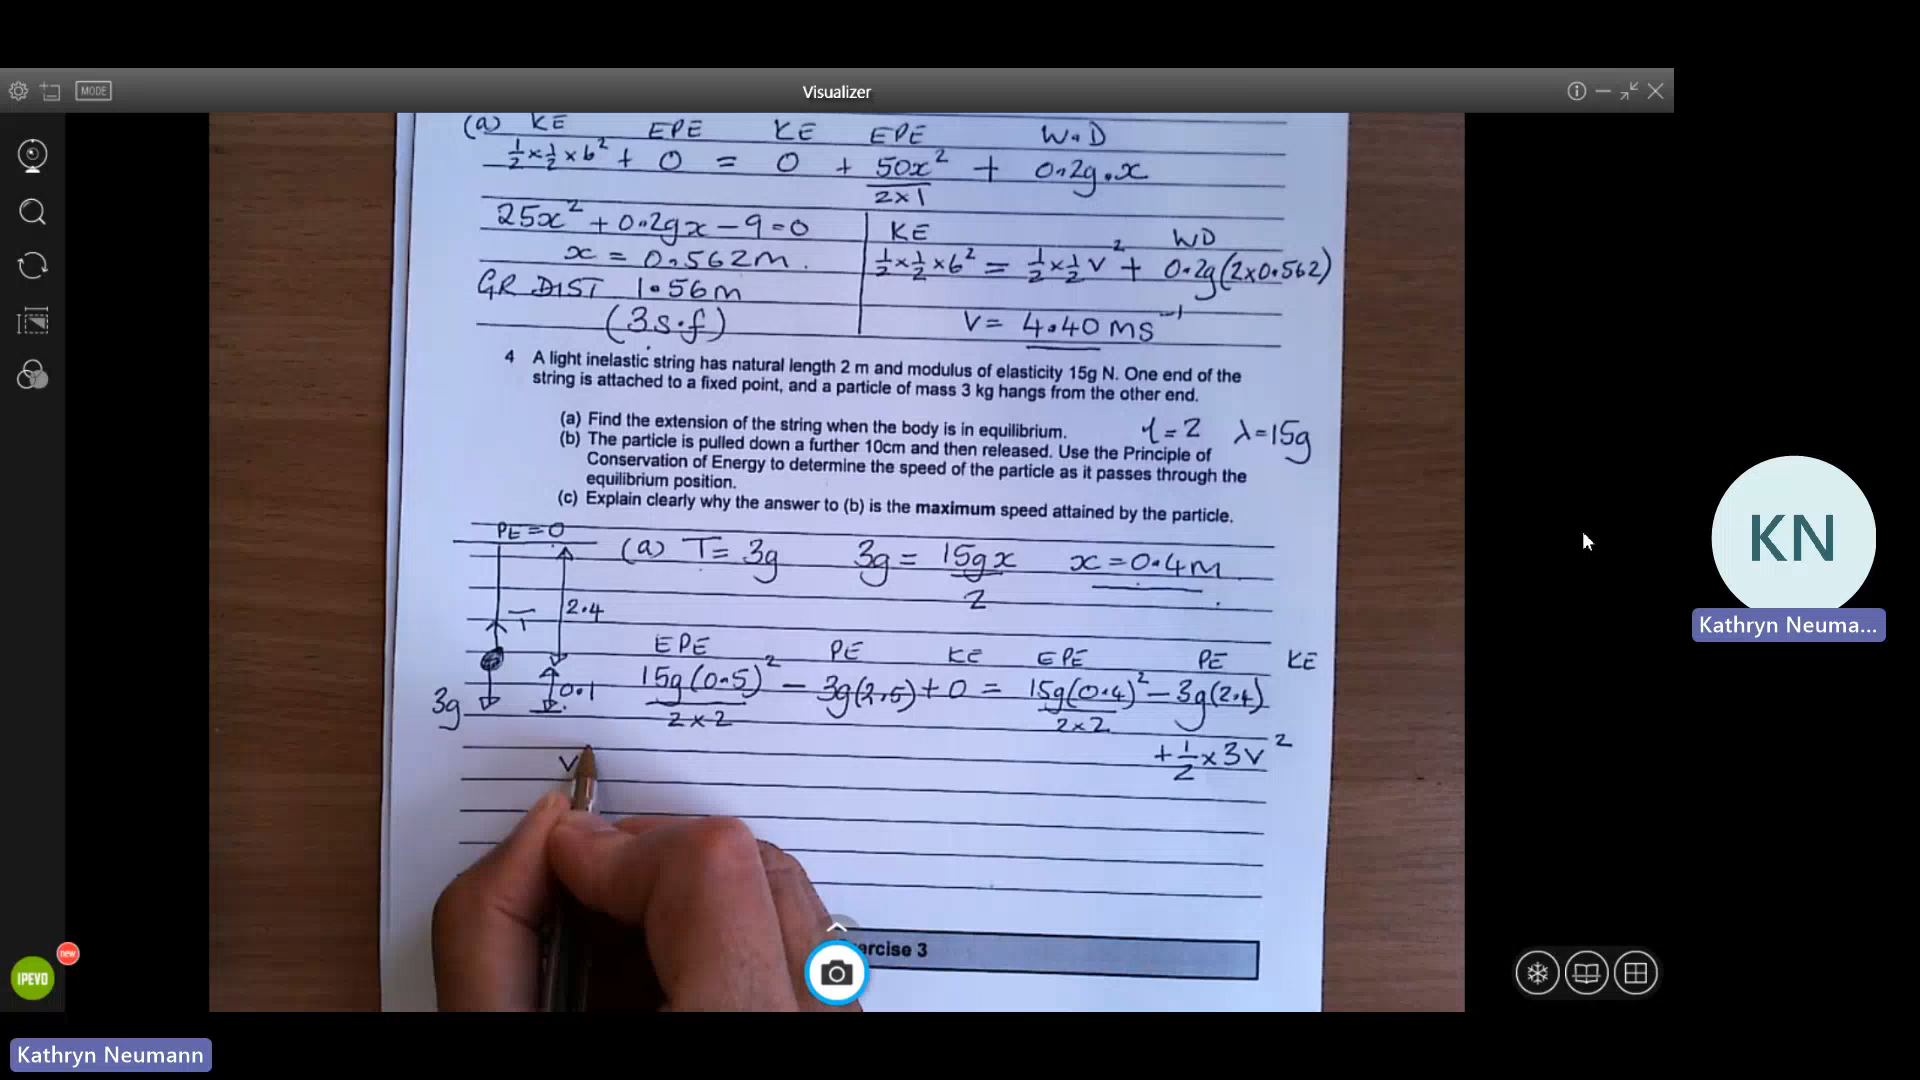 MODE
Visualizer
(a) KE EPE KE EPE W.D
½ × ½ × 6² + 0 = 0 + 50x²/2×1 + 0.2g.x
25x² + 0.2gx − 9 = 0
x = 0.562m.
GR DIST 1.56m
(3s.f)
KE WD
½ × ½ × 6² = ½ × ½ v² + 0.2g(2×0.562)
v = 4.40 ms⁻¹
4 A light inelastic string has natural length 2 m and modulus of elasticity 15g N. One end of the
string is attached to a fixed point, and a particle of mass 3 kg hangs from the other end.
(a) Find the extension of the string when the body is in equilibrium.
l = 2 λ = 15g
(b) The particle is pulled down a further 10cm and then released. Use the Principle of
Conservation of Energy to determine the speed of the particle as it passes through the
equilibrium position.
(c) Explain clearly why the answer to (b) is the maximum speed attained by the particle.
PE = 0
(a) T = 3g 3g = 15gx/2 x = 0.4m
T
2.4
0.1
3g
EPE PE KE EPE PE KE
15g(0.5)²/2×2 − 3g(2.5) + 0 = 15g(0.4)²/2×2 − 3g(2.4)
+ ½ × 3v²
v
ercise 3
KN
Kathryn Neuma...
new
IPEVO
Kathryn Neumann